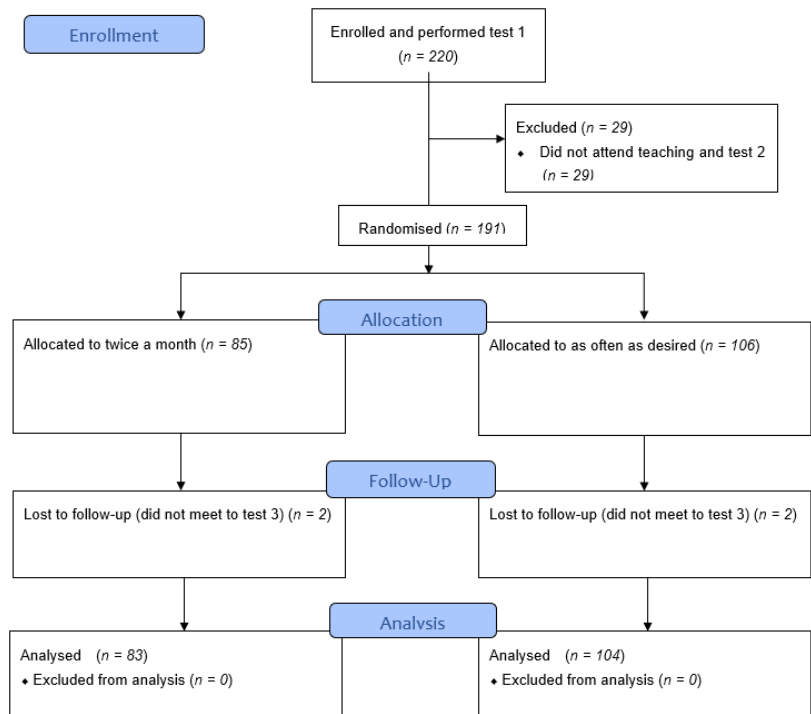 Enrollment
Enrolled and performed test 1
(n = 220)
Excluded (n = 29)
⬥ Did not attend teaching and test 2
(n = 29)
Randomised (n = 191)
Allocation
Allocated to twice a month (n = 85)
Allocated to as often as desired (n = 106)
Follow-Up
Lost to follow-up (did not meet to test 3) (n = 2)
Lost to follow-up (did not meet to test 3) (n = 2)
Analysis
Analysed (n = 83)
⬥ Excluded from analysis (n = 0)
Analysed (n = 104)
⬥ Excluded from analysis (n = 0)